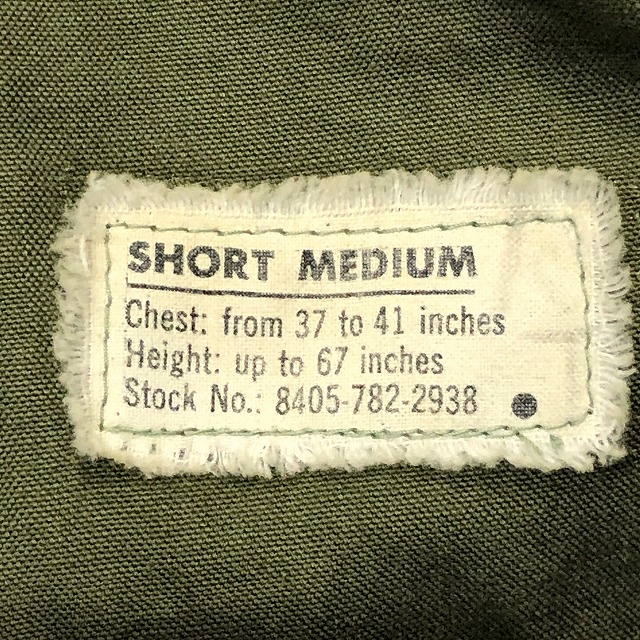 SHORT MEDIUM
Chest: from 37 to 41 inches
Height: up to 67 inches
Stock No.: 8405-782-2938